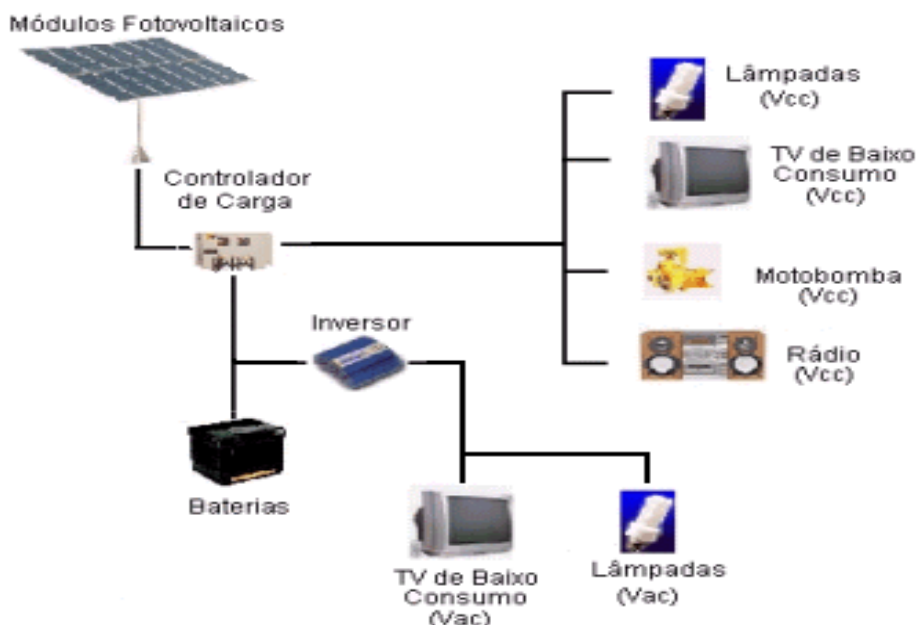 Módulos Fotovoltaicos
Lâmpadas
(Vcc)
TV de Baixo
Consumo
(Vcc)
Controlador
de Carga
Motobomba
(Vcc)
Inversor
Rádio
(Vcc)
Baterias
TV de Baixo
Consumo
(Vac)
Lâmpadas
(Vac)